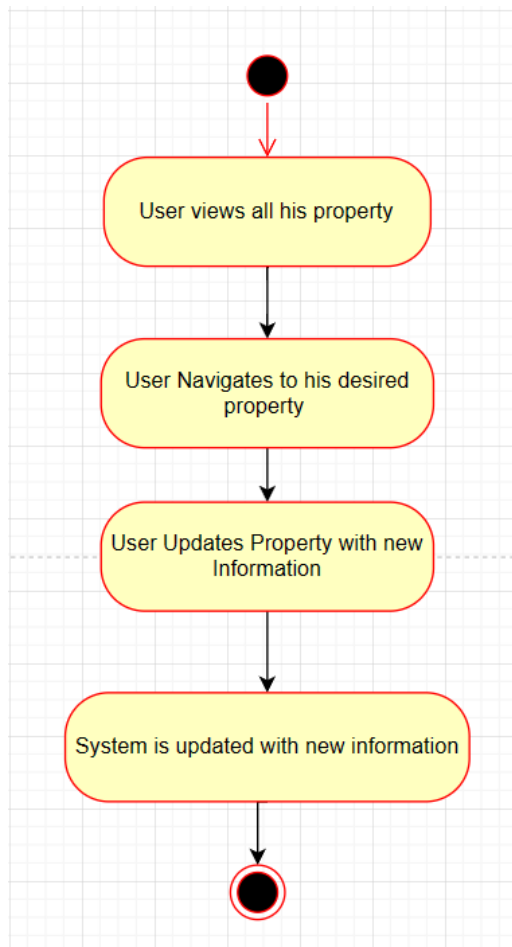 User views all his property
User Navigates to his desired
property
User Updates Property with new
Information
System is updated with new information